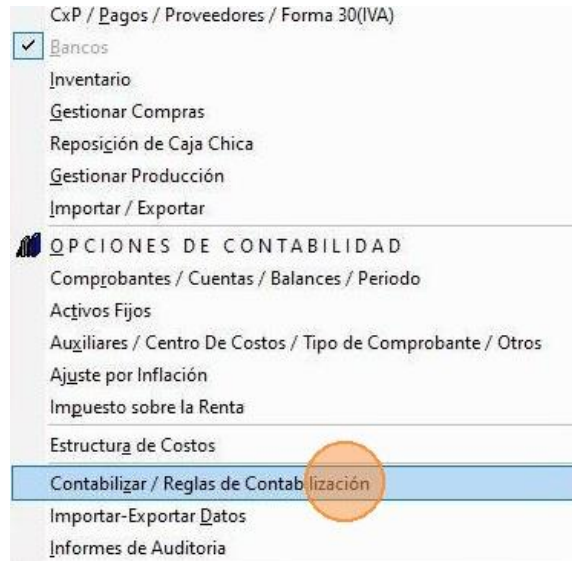 CxP / Pagos / Proveedores / Forma 30(IVA)
Bancos
Inventario
Gestionar Compras
Reposición de Caja Chica
Gestionar Producción
Importar / Exportar
OPCIONES DE CONTABILIDAD
Comprobantes / Cuentas / Balances / Periodo
Activos Fijos
Auxiliares / Centro De Costos / Tipo de Comprobante / Otros
Ajuste por Inflación
Impuesto sobre la Renta
Estructura de Costos
Contabilizar / Reglas de Contabilización
Importar-Exportar Datos
Informes de Auditoria